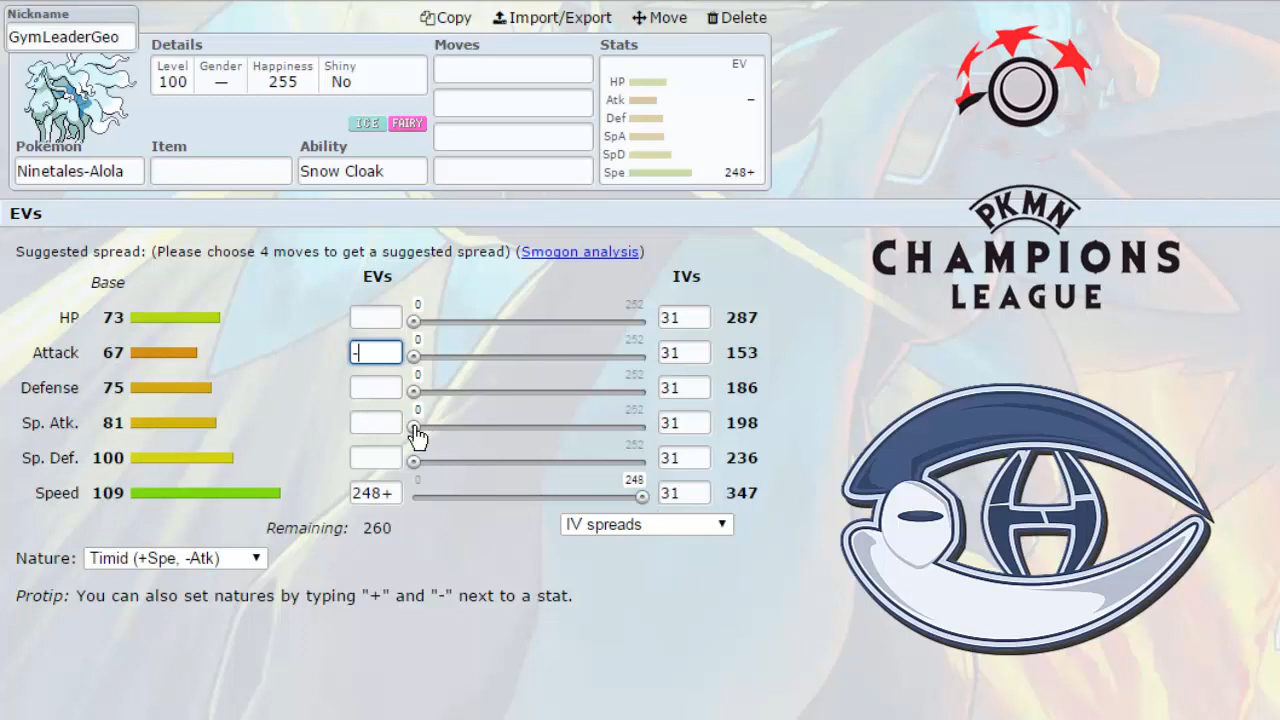 Nickname
GymLeaderGeo
Copy Import/Export Move Delete
Details Moves Stats
Level Gender Happiness Shiny
100 — 255 No
EV
HP
Atk –
Def
SpA
SpD
Spe 248+
ICE FAIRY
Pokémon Item Ability
Ninetales-Alola Snow Cloak
EVs
Suggested spread: (Please choose 4 moves to get a suggested spread) (Smogon analysis)
Base EVs IVs
0 252
HP 73 31 287
0 252
Attack 67 - 31 153
0 252
Defense 75 31 186
0 252
Sp. Atk. 81 31 198
0 252
Sp. Def. 100 31 236
0 248
Speed 109 248+ 31 347
Remaining: 260 IV spreads
Nature: Timid (+Spe, -Atk)
Protip: You can also set natures by typing "+" and "-" next to a stat.
PKMN
CHAMPIONS
LEAGUE